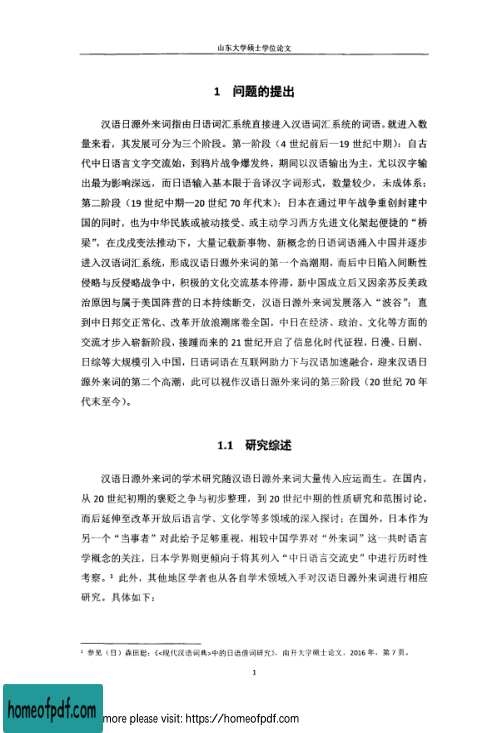 山东大学硕士学位论文
1 问题的提出
汉语日源外来词指由日语词汇系统直接进入汉语词汇系统的词语。就进入数
量来看，其发展可分为三个阶段。第一阶段（4 世纪前后—19 世纪中期）：自古
代中日语言文字交流始，到鸦片战争爆发终，期间以汉语输出为主，尤以汉字输
出最为影响深远，而日语输入基本限于音译汉字词形式，数量较少，未成体系；
第二阶段（19 世纪中期—20 世纪 70 年代末）：日本在通过甲午战争重创封建中
国的同时，也为中华民族或被动接受、或主动学习西方先进文化架起便捷的“桥
梁”，在戊戌变法推动下，大量记载新事物、新概念的日语词语涌入中国并逐步
进入汉语词汇系统，形成汉语日源外来词的第一个高潮期，而后中日陷入间断性
侵略与反侵略战争中，积极的文化交流基本停滞，新中国成立后又因亲苏反美政
治原因与属于美国阵营的日本持续断交，汉语日源外来词发展落入“波谷”；直
到中日邦交正常化、改革开放浪潮席卷全国，中日在经济、政治、文化等方面的
交流才步入崭新阶段，接踵而来的 21 世纪开启了信息化时代征程，日漫、日剧、
日综等大规模引入中国，日语词语在互联网助力下与汉语加速融合，迎来汉语日
源外来词的第二个高潮，此可以视作汉语日源外来词的第三阶段（20 世纪 70 年
代末至今）。
1.1 研究综述
汉语日源外来词的学术研究随汉语日源外来词大量传入应运而生。在国内，
从 20 世纪初期的褒贬之争与初步整理，到 20 世纪中期的性质研究和范围讨论，
而后延伸至改革开放后语言学、文化学等多领域的深入探讨；在国外，日本作为
另一个“当事者”对此给予足够重视，相较中国学界对“外来词”这一共时语言
学概念的关注，日本学界则更倾向于将其列入“中日语言交流史”中进行历时性
考察。¹ 此外，其他地区学者也从各自学术领域入手对汉语日源外来词进行相应
研究。具体如下：
¹ 参见（日）森田聪：《<现代汉语词典>中的日语借词研究》，南开大学硕士论文，2016 年，第 7 页。
1
homeofpdf.com
more please visit: https://homeofpdf.com